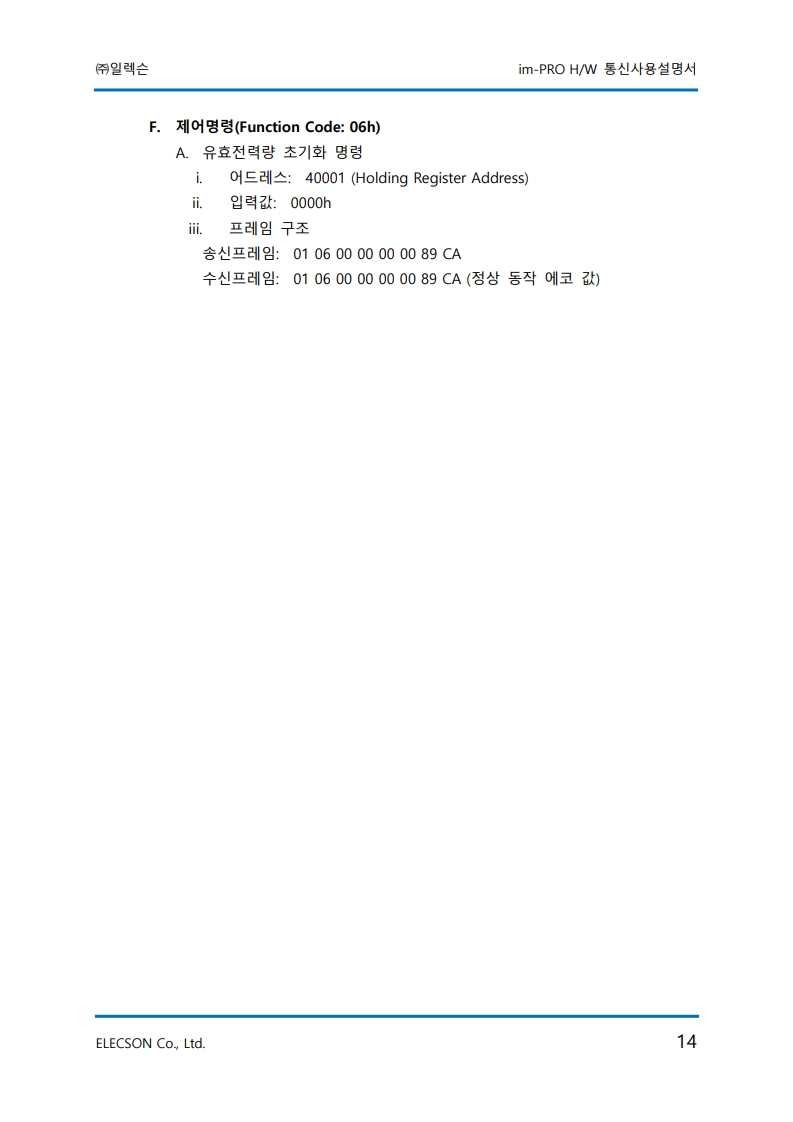 ㈜일렉슨 im-PRO H/W 통신사용설명서
F. 제어명령(Function Code: 06h)
A. 유효전력량 초기화 명령
i. 어드레스: 40001 (Holding Register Address)
ii. 입력값: 0000h
iii. 프레임 구조
송신프레임: 01 06 00 00 00 00 89 CA
수신프레임: 01 06 00 00 00 00 89 CA (정상 동작 에코 값)
ELECSON Co., Ltd. 14